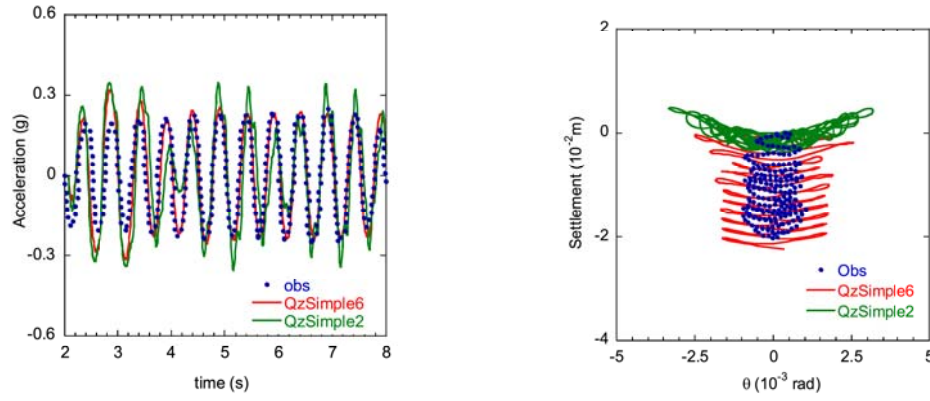 0.6
0.3
0
-0.3
-0.6
Acceleration (g)
obs
QzSimple6
QzSimple2
2 3 4 5 6 7 8
time (s)
2
0
-2
-4
Settlement (10⁻²m)
Obs
QzSimple6
QzSimple2
-5 -2.5 0 2.5 5
θ (10⁻³ rad)